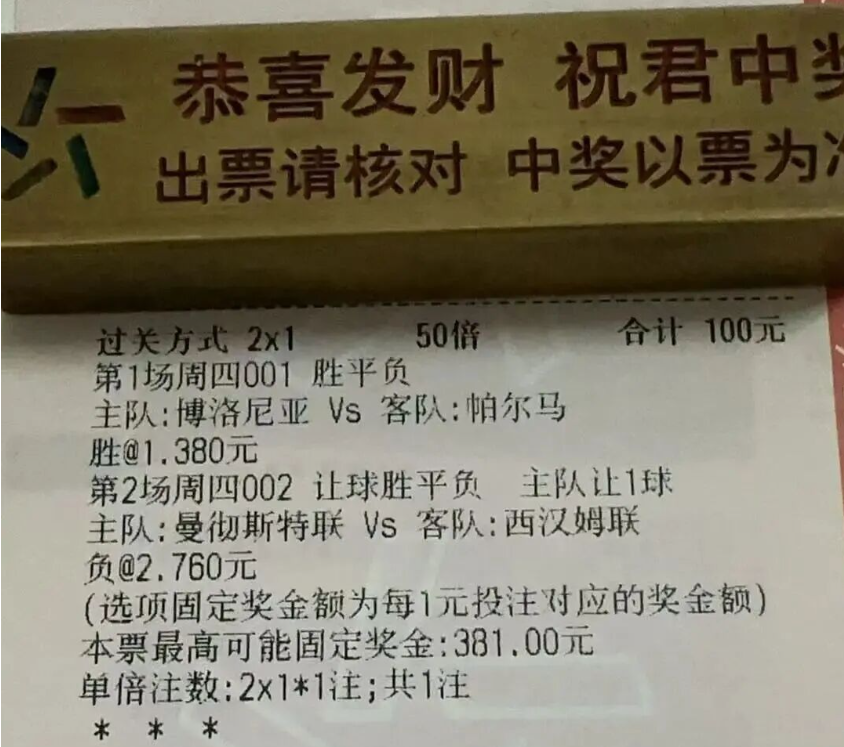 恭喜发财 祝君中
出票请核对 中奖以票为
过关方式 2x1 50倍 合计 100元
第1场周四001 胜平负
主队:博洛尼亚 Vs 客队:帕尔马
胜@1.380元
第2场周四002 让球胜平负 主队让1球
主队:曼彻斯特联 Vs 客队:西汉姆联
负@2.760元
(选项固定奖金额为每1元投注对应的奖金额)
本票最高可能固定奖金:381.00元
单倍注数:2x1*1注;共1注
* * *